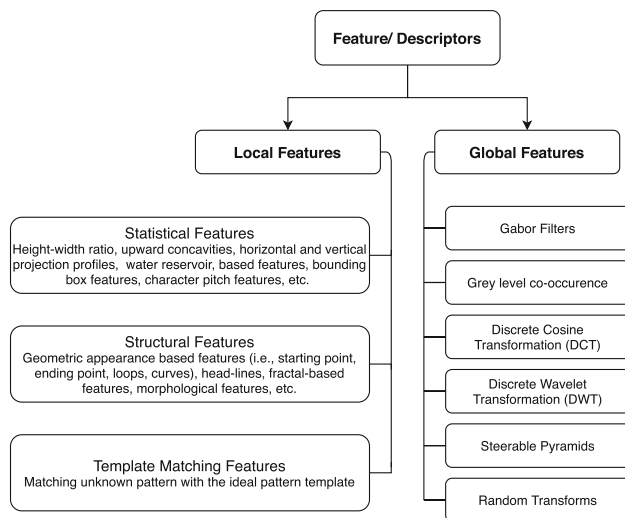 Feature/ Descriptors
Local Features
Global Features
Statistical Features
Height-width ratio, upward concavities, horizontal and vertical
projection profiles, water reservoir, based features, bounding
box features, character pitch features, etc.
Structural Features
Geometric appearance based features (i.e., starting point,
ending point, loops, curves), head-lines, fractal-based
features, morphological features, etc.
Template Matching Features
Matching unknown pattern with the ideal pattern template
Gabor Filters
Grey level co-occurence
Discrete Cosine
Transformation (DCT)
Discrete Wavelet
Transformation (DWT)
Steerable Pyramids
Random Transforms